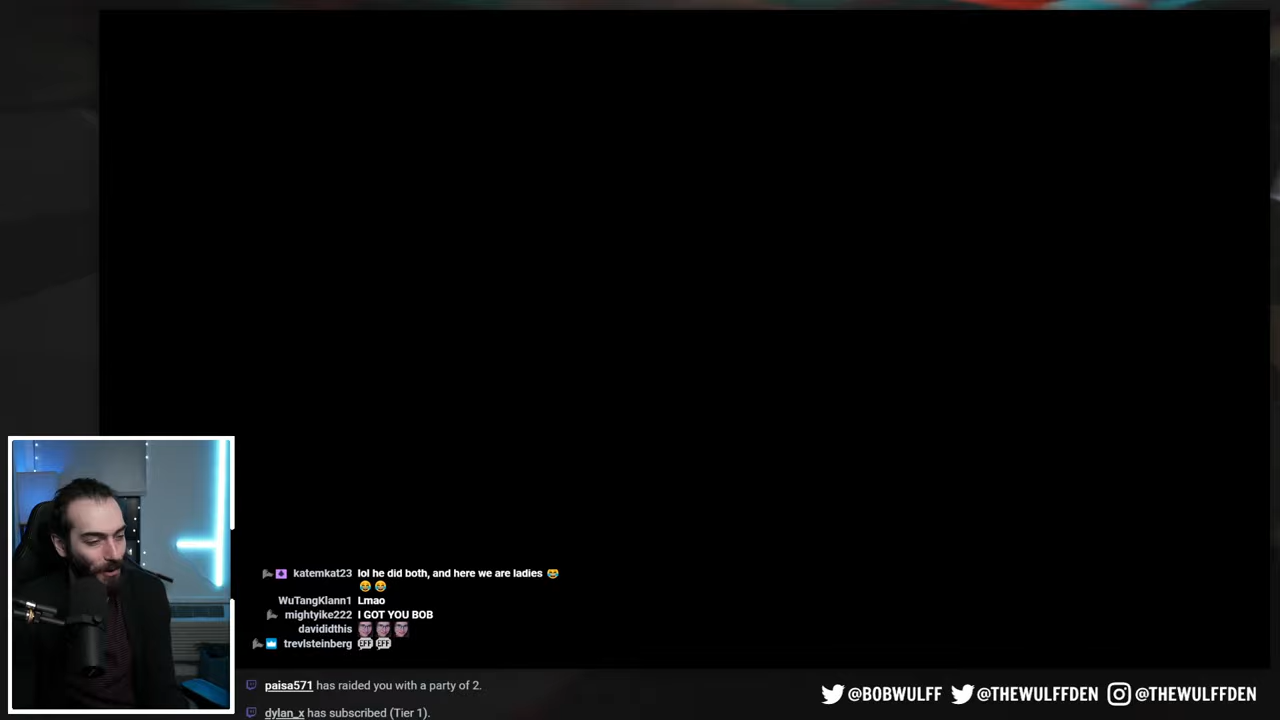 katemkat23 lol he did both, and here we are ladies 😂
😂 😂
WuTangKlann1 Lmao
mightyike222 I GOT YOU BOB
davididthis
trevlsteinberg
paisa571 has raided you with a party of 2.
dylan_x has subscribed (Tier 1).
@BOBWULFF @THEWULFFDEN @THEWULFFDEN